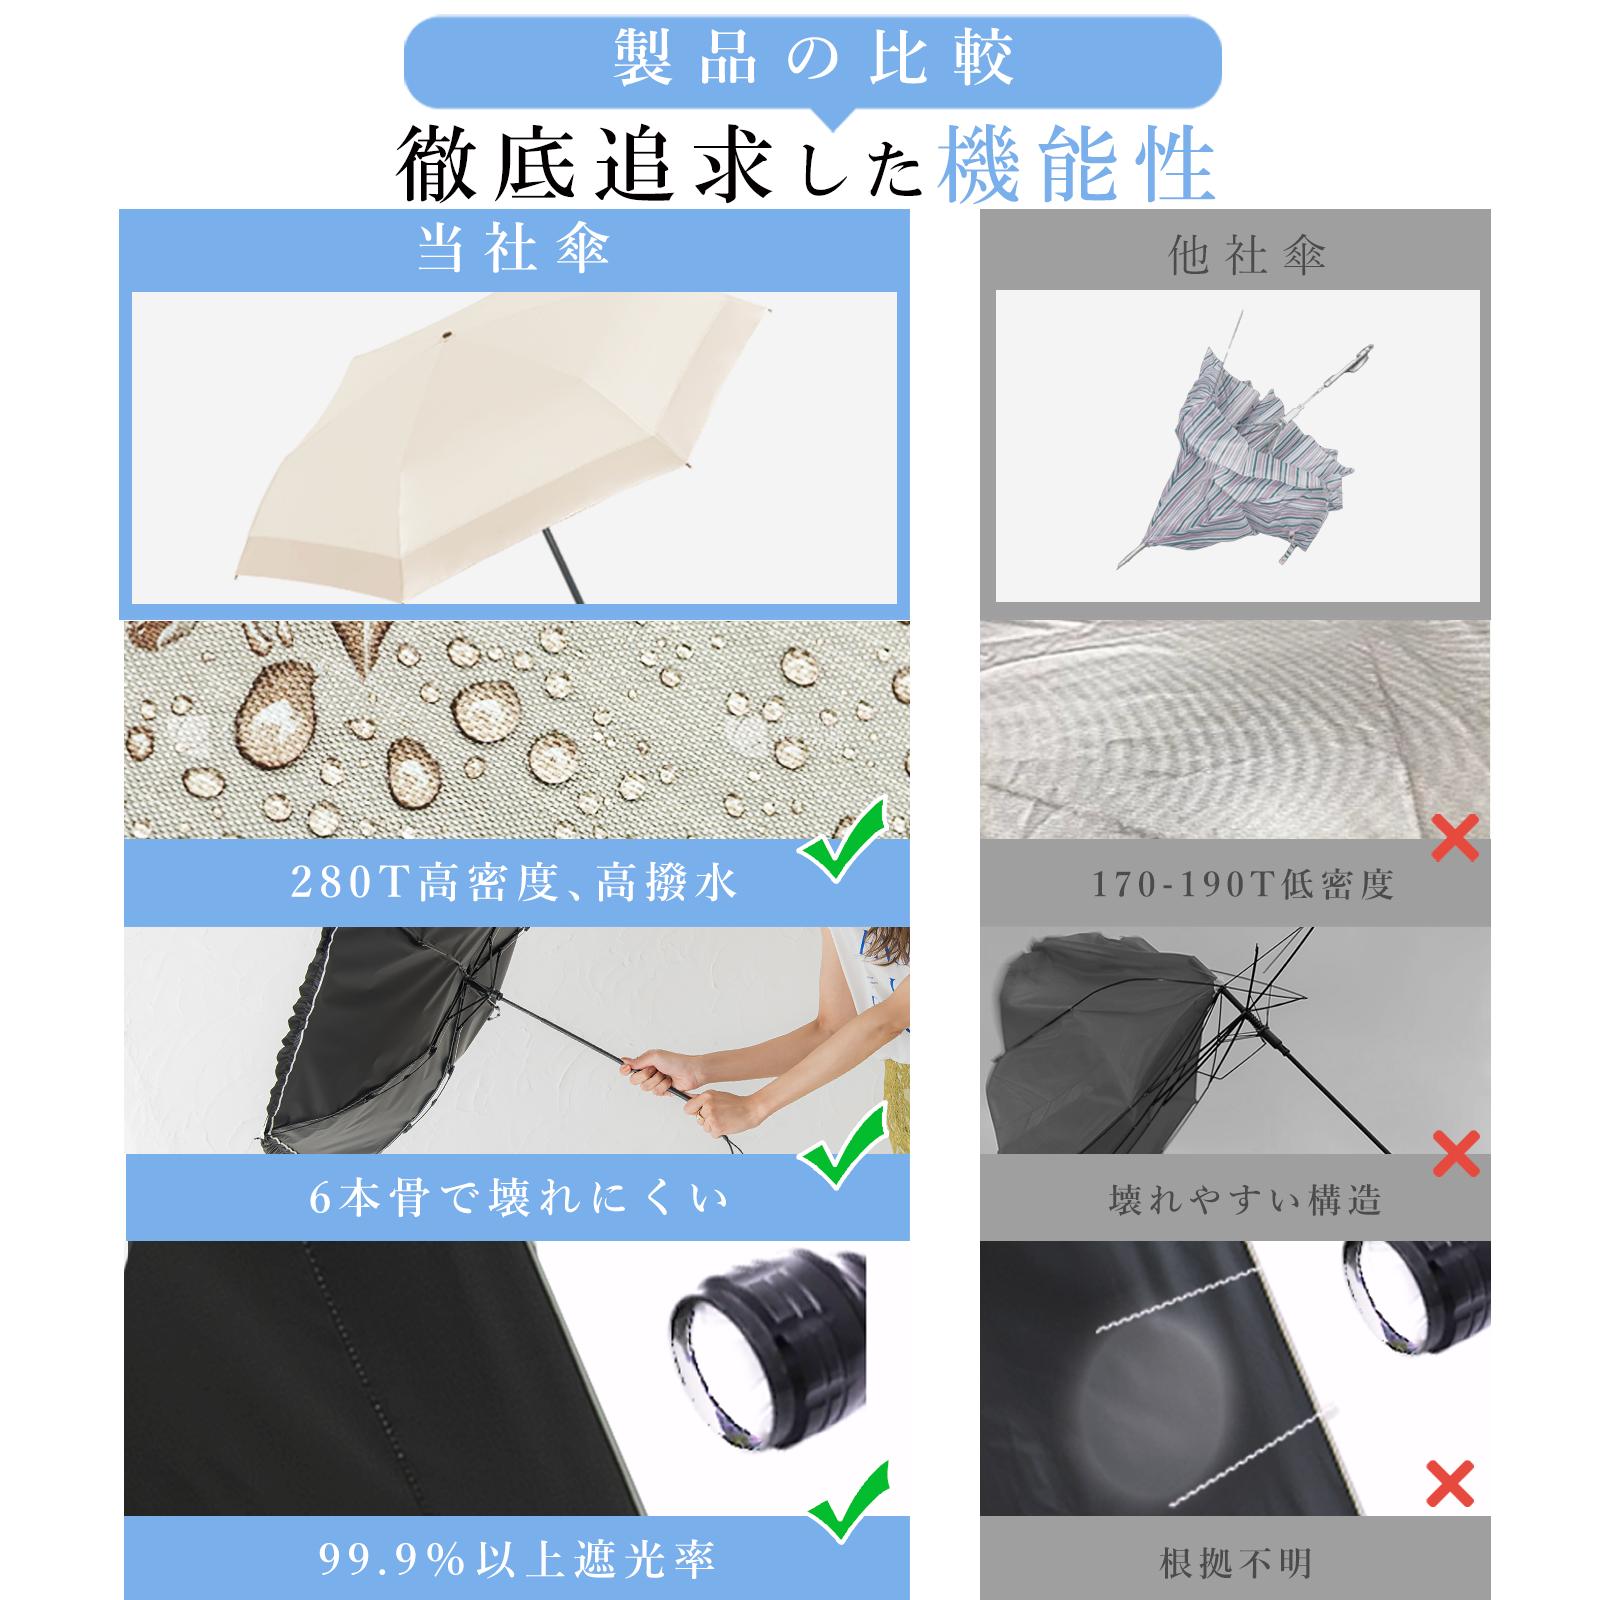 製品の比較
徹底追求した機能性
当社傘
他社傘
280T高密度、高撥水
170-190T低密度
6本骨で壊れにくい
壊れやすい構造
99.9%以上遮光率
根拠不明